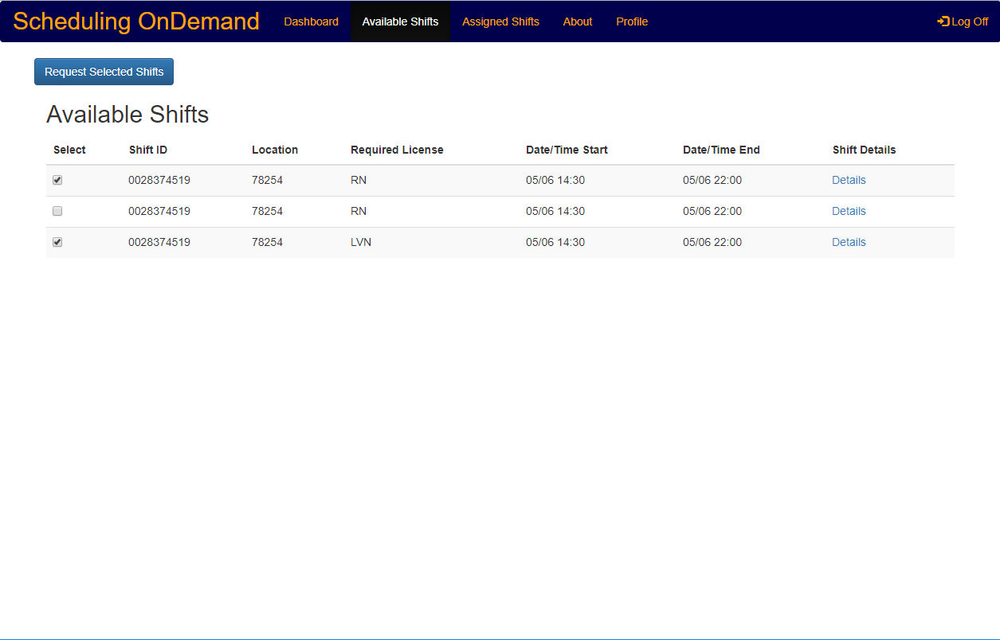 Scheduling OnDemand Dashboard Available Shifts Assigned Shifts About Profile Log Off
Request Selected Shifts
Available Shifts
Select Shift ID Location Required License Date/Time Start Date/Time End Shift Details
0028374519 78254 RN 05/06 14:30 05/06 22:00 Details
0028374519 78254 RN 05/06 14:30 05/06 22:00 Details
0028374519 78254 LVN 05/06 14:30 05/06 22:00 Details